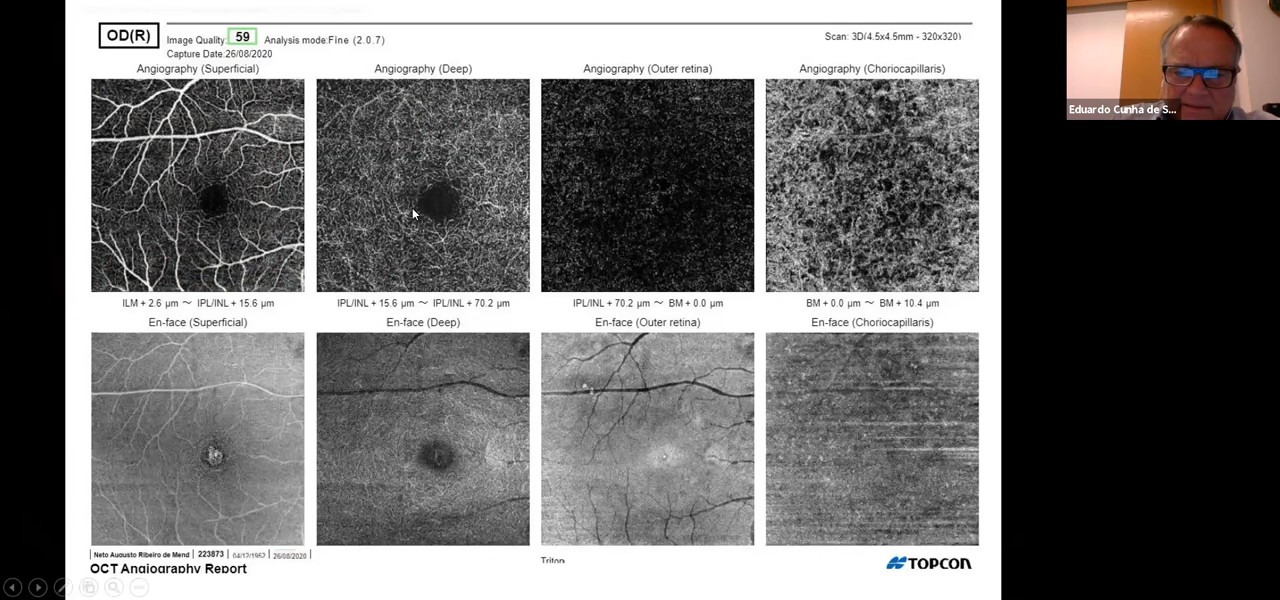 OD(R) Image Quality: 59 Analysis mode:Fine (2.0.7) Scan: 3D(4.5x4.5mm - 320x320)
Capture Date:26/08/2020
Eduardo Cunha de S...
Angiography (Superficial) Angiography (Deep) Angiography (Outer retina) Angiography (Choriocapillaris)
ILM + 2.6 µm ～ IPL/INL + 15.6 µm IPL/INL + 15.6 µm ～ IPL/INL + 70.2 µm IPL/INL + 70.2 µm ～ BM + 0.0 µm BM + 0.0 µm ～ BM + 10.4 µm
En-face (Superficial) En-face (Deep) En-face (Outer retina) En-face (Choriocapillaris)
Neto Augusto Ribeiro de Mend 223873 04/12/1952 26/08/2020
OCT Angiography Report Triton TOPCON